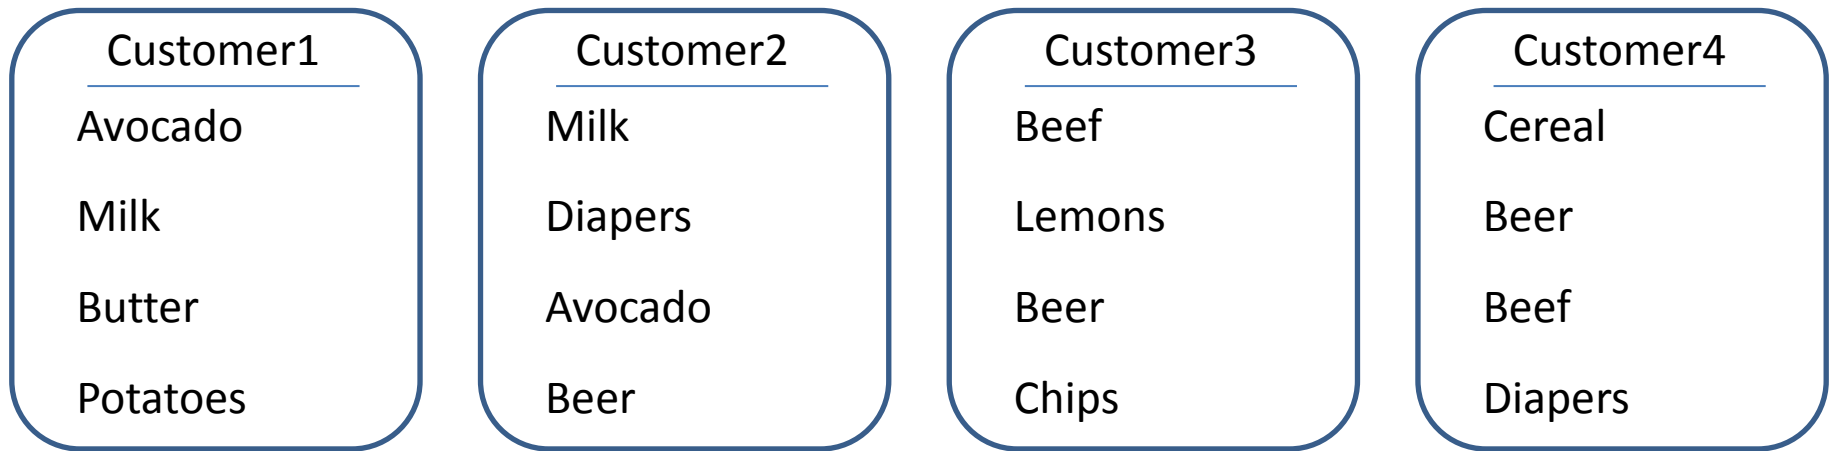 Customer1
Avocado
Milk
Butter
Potatoes
Customer2
Milk
Diapers
Avocado
Beer
Customer3
Beef
Lemons
Beer
Chips
Customer4
Cereal
Beer
Beef
Diapers